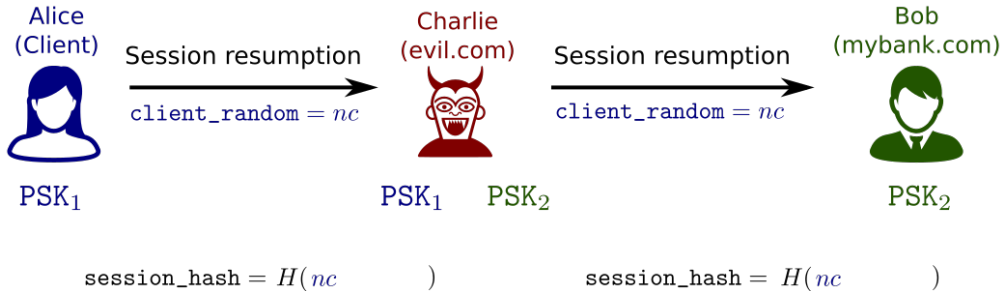 Alice
(Client)
Session resumption
client_random = nc
Charlie
(evil.com)
Session resumption
client_random = nc
Bob
(mybank.com)
PSK₁
PSK₁ PSK₂
PSK₂
session_hash = H( nc )
session_hash = H( nc )